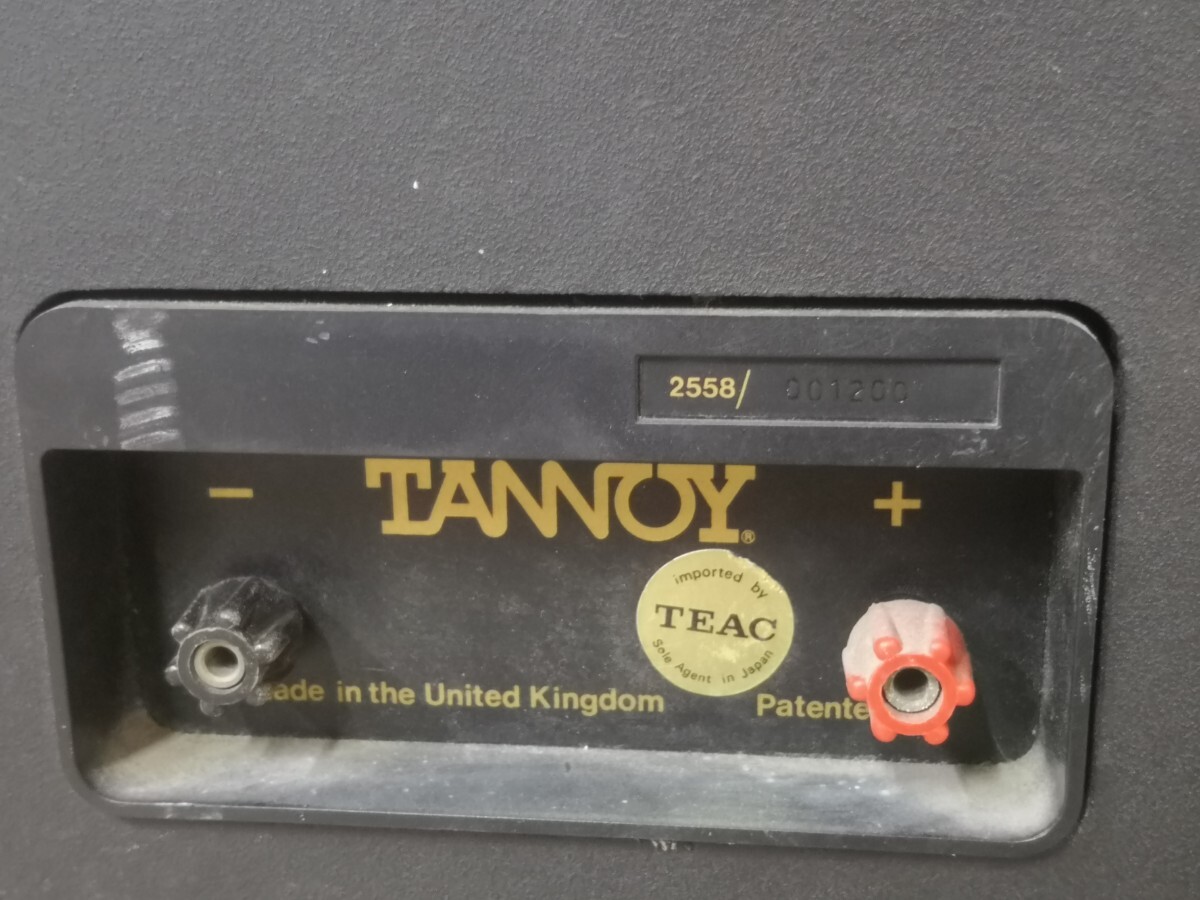 2558/ 001200
− TANNOY® +
imported by
TEAC
Sole Agent in Japan
ade in the United Kingdom Patente